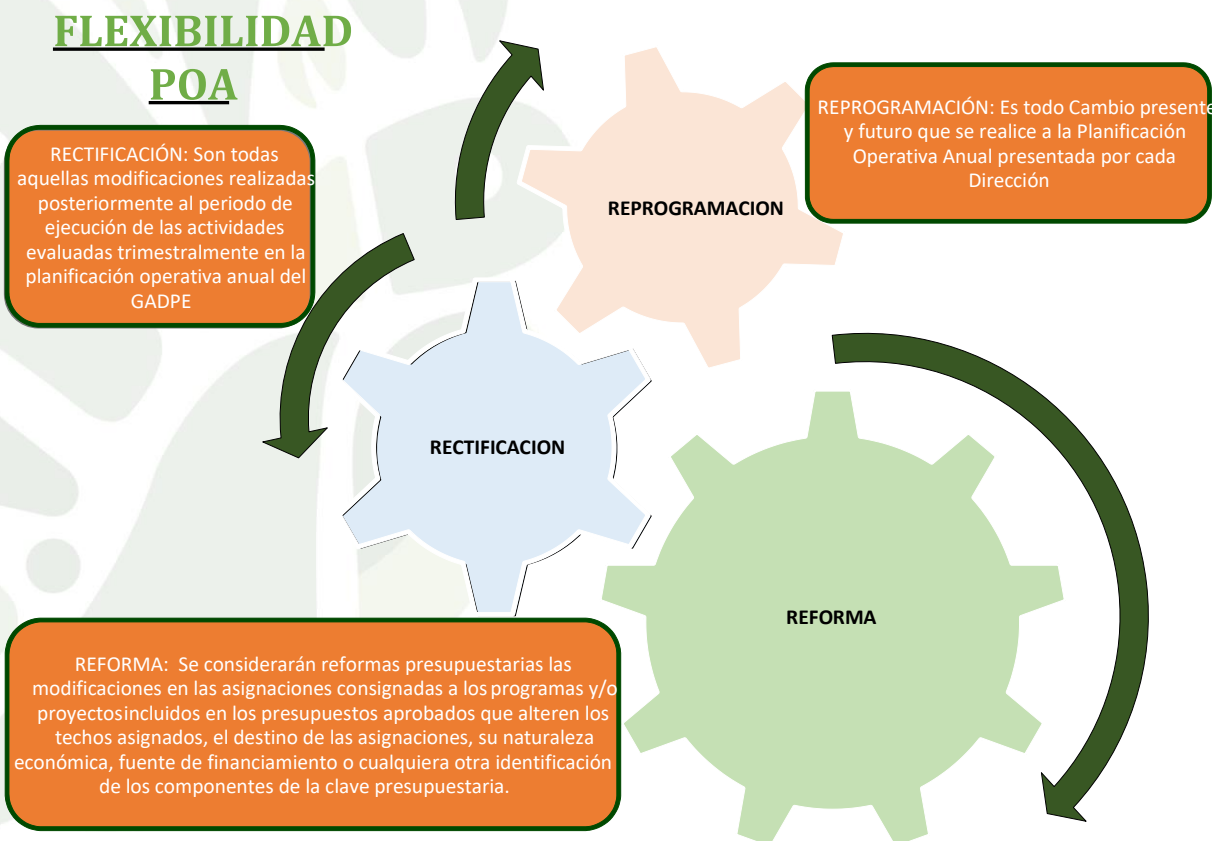 FLEXIBILIDAD
POA
RECTIFICACIÓN: Son todas
aquellas modificaciones realizadas
posteriormente al periodo de
ejecución de las actividades
evaluadas trimestralmente en la
planificación operativa anual del
GADPE
REPROGRAMACIÓN: Es todo Cambio presente
y futuro que se realice a la Planificación
Operativa Anual presentada por cada
Dirección
REPROGRAMACION
RECTIFICACION
REFORMA
REFORMA: Se considerarán reformas presupuestarias las
modificaciones en las asignaciones consignadas a los programas y/o
proyectosincluidos en los presupuestos aprobados que alteren los
techos asignados, el destino de las asignaciones, su naturaleza
económica, fuente de financiamiento o cualquiera otra identificación
de los componentes de la clave presupuestaria.